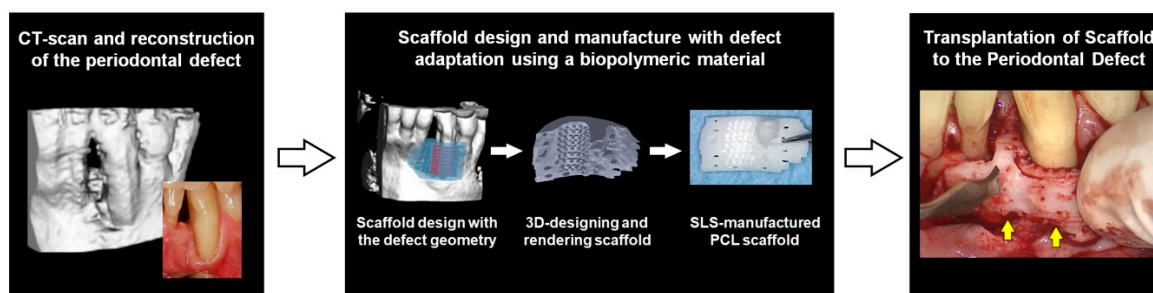 CT-scan and reconstruction
of the periodontal defect
Scaffold design and manufacture with defect
adaptation using a biopolymeric material
Scaffold design with
the defect geometry
3D-designing and
rendering scaffold
SLS-manufactured
PCL scaffold
Transplantation of Scaffold
to the Periodontal Defect